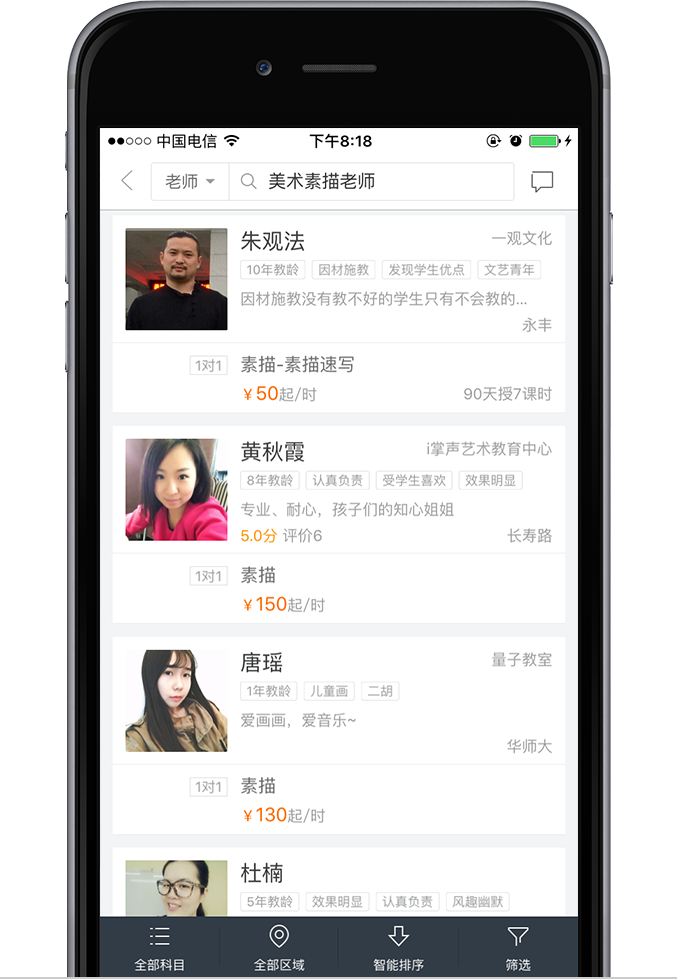 中国电信 下午8:18
老师 美术素描老师
朱观法 一观文化
10年教龄 因材施教 发现学生优点 文艺青年
因材施教没有教不好的学生只有不会教的...
永丰
1对1 素描-素描速写
￥50起/时 90天授7课时
黄秋霞 i掌声艺术教育中心
8年教龄 认真负责 受学生喜欢 效果明显
专业、耐心，孩子们的知心姐姐
5.0分 评价6 长寿路
1对1 素描
￥150起/时
唐瑶 量子教室
1年教龄 儿童画 二胡
爱画画，爱音乐~
华师大
1对1 素描
￥130起/时
杜楠
5年教龄 效果明显 认真负责 风趣幽默
全部科目 全部区域 智能排序 筛选